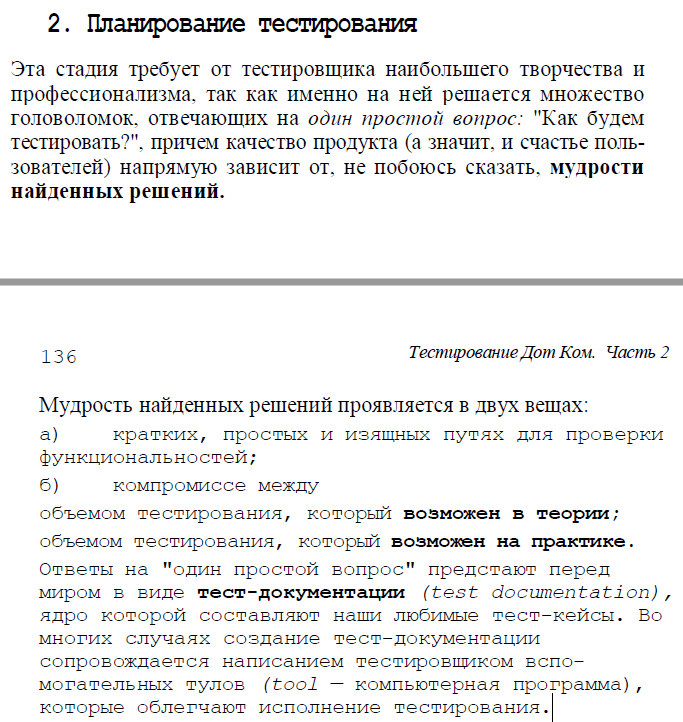 2. Планирование тестирования
Эта стадия требует от тестировщика наибольшего творчества и
профессионализма, так как именно на ней решается множество
головоломок, отвечающих на один простой вопрос: "Как будем
тестировать?", причем качество продукта (а значит, и счастье поль-
зователей) напрямую зависит от, не побоюсь сказать, мудрости
найденных решений.
136
Тестирование Дот Ком. Часть 2
Мудрость найденных решений проявляется в двух вещах:
а) кратких, простых и изящных путях для проверки
функциональностей;
б) компромиссе между
объемом тестирования, который возможен в теории;
объемом тестирования, который возможен на практике.
Ответы на "один простой вопрос" предстают перед
миром в виде тест-документации (test documentation),
ядро которой составляют наши любимые тест-кейсы. Во
многих случаях создание тест-документации
сопровождается написанием тестировщиком вспо-
могательных тулов (tool — компьютерная программа),
которые облегчают исполнение тестирования.